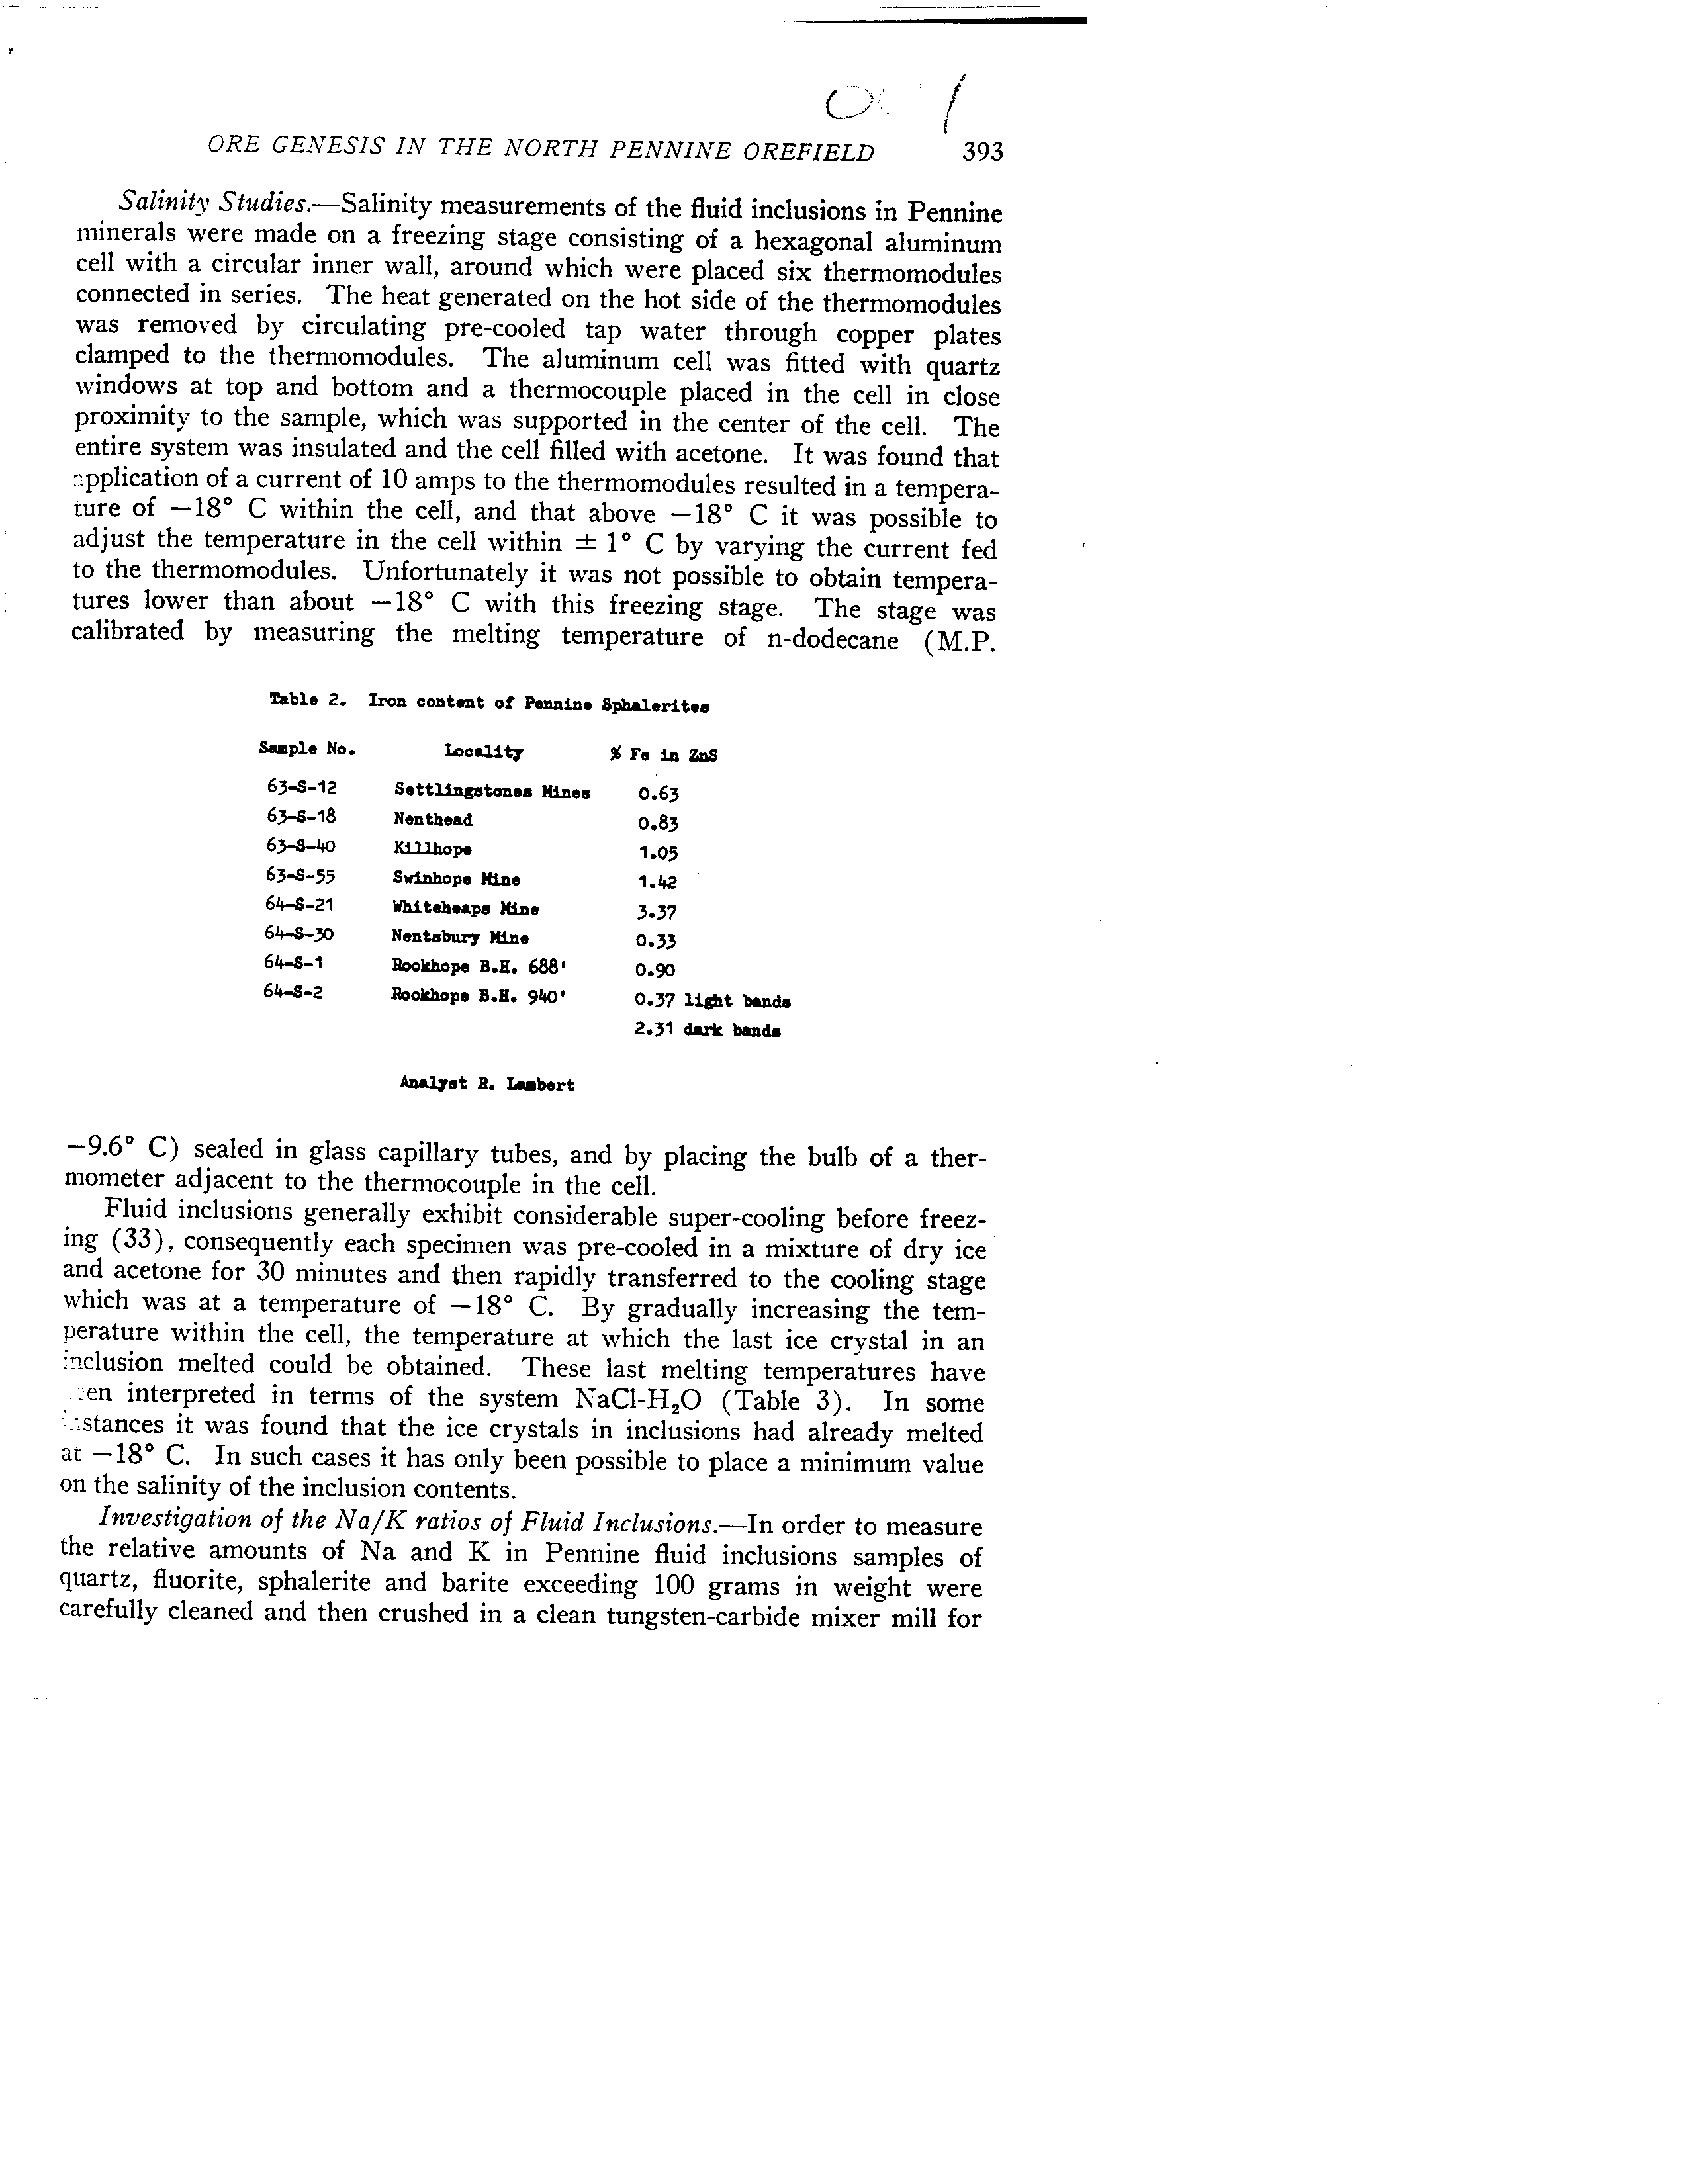 ORE GENESIS IN THE NORTH PENNINE OREFIELD 393
Salinity Studies.—Salinity measurements of the fluid inclusions in Pennine
minerals were made on a freezing stage consisting of a hexagonal aluminum
cell with a circular inner wall, around which were placed six thermomodules
connected in series. The heat generated on the hot side of the thermomodules
was removed by circulating pre-cooled tap water through copper plates
clamped to the thermomodules. The aluminum cell was fitted with quartz
windows at top and bottom and a thermocouple placed in the cell in close
proximity to the sample, which was supported in the center of the cell. The
entire system was insulated and the cell filled with acetone. It was found that
application of a current of 10 amps to the thermomodules resulted in a tempera-
ture of −18° C within the cell, and that above −18° C it was possible to
adjust the temperature in the cell within ± 1° C by varying the current fed
to the thermomodules. Unfortunately it was not possible to obtain tempera-
tures lower than about −18° C with this freezing stage. The stage was
calibrated by measuring the melting temperature of n-dodecane (M.P.
Table 2. Iron content of Pennine Sphalerites
Sample No. Locality % Fe in ZnS
63-S-12 Settlingstones Mines 0.63
63-S-18 Nenthead 0.83
63-S-40 Killhope 1.05
63-S-55 Swinhope Mine 1.42
64-S-21 Whiteheaps Mine 3.37
64-S-30 Nentsbury Mine 0.33
64-S-1 Rookhope B.H. 688' 0.90
64-S-2 Rookhope B.H. 940' 0.37 light bands
2.31 dark bands
Analyst R. Lambert
−9.6° C) sealed in glass capillary tubes, and by placing the bulb of a ther-
mometer adjacent to the thermocouple in the cell.
Fluid inclusions generally exhibit considerable super-cooling before freez-
ing (33), consequently each specimen was pre-cooled in a mixture of dry ice
and acetone for 30 minutes and then rapidly transferred to the cooling stage
which was at a temperature of −18° C. By gradually increasing the tem-
perature within the cell, the temperature at which the last ice crystal in an
inclusion melted could be obtained. These last melting temperatures have
en interpreted in terms of the system NaCl-H₂O (Table 3). In some
istances it was found that the ice crystals in inclusions had already melted
at −18° C. In such cases it has only been possible to place a minimum value
on the salinity of the inclusion contents.
Investigation of the Na/K ratios of Fluid Inclusions.—In order to measure
the relative amounts of Na and K in Pennine fluid inclusions samples of
quartz, fluorite, sphalerite and barite exceeding 100 grams in weight were
carefully cleaned and then crushed in a clean tungsten-carbide mixer mill for